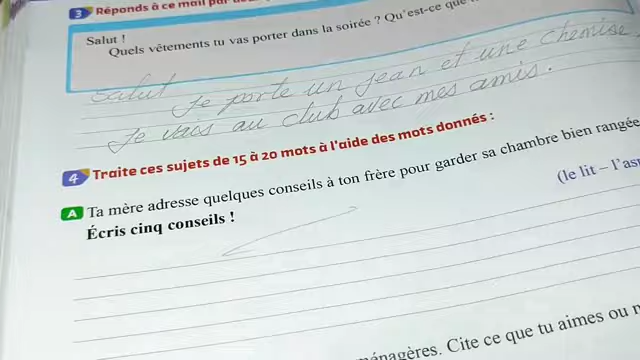 3 Réponds à ce mail par
Salut !
Quels vêtements tu vas porter dans la soirée ? Qu'est-ce que
Salut
Je porte un jean et une chemise.
Je vais au club avec mes amis.
4 Traite ces sujets de 15 à 20 mots à l'aide des mots donnés :
A Ta mère adresse quelques conseils à ton frère pour garder sa chambre bien rangée
Écris cinq conseils !
(le lit – l'as
ménagères. Cite ce que tu aimes ou